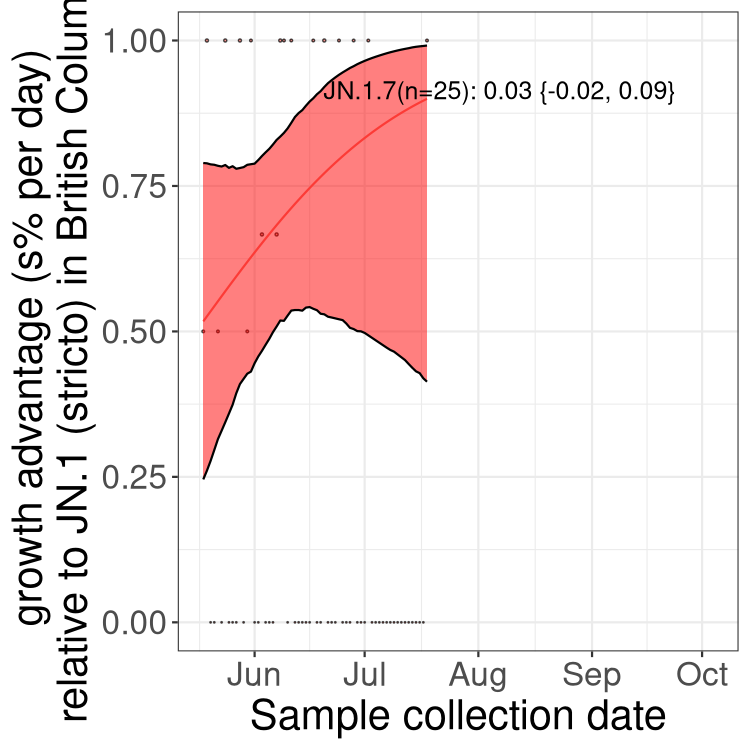 growth advantage (s% per day)
relative to JN.1 (stricto) in British Colum
1.00
0.75
0.50
0.25
0.00
JN.1.7(n=25): 0.03 {-0.02, 0.09}
Jun Jul Aug Sep Oct
Sample collection date